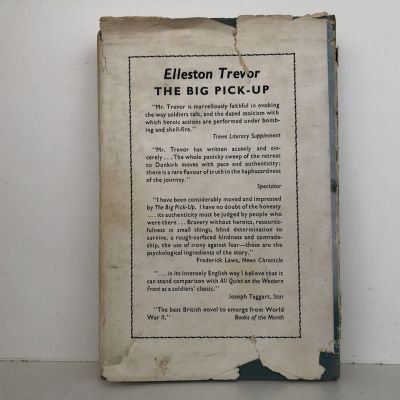 Elleston Trevor
THE BIG PICK-UP
"Mr. Trevor is marvellously faithful in evoking
the way soldiers talk, and the dazed stoicism with
which heroic actions are performed under bomb-
ing and shell-fire."
Times Literary Supplement
"Mr. Trevor has written acutely and sin-
cerely . . . The whole panicky sweep of the retreat
to Dunkirk moves with pace and authenticity;
there is a rare flavour of truth in the haphazardness
of the journey."
Spectator
"I have been considerably moved and impressed
by The Big Pick-Up. I have no doubt of the honesty
. . . its authenticity must be judged by people who
were there . . . Bravery without heroics, resource-
fulness in small things, blind determination to
survive, a rough-surfaced kindness and comrade-
ship, the use of irony against fear—these are the
psychological ingredients of the story."
Frederick Laws, News Chronicle
". . . in its intensely English way I believe that it
can stand comparison with All Quiet on the Western
Front as a soldiers' classic."
Joseph Taggart, Star
"The best British novel to emerge from World
War II."
Books of the Month